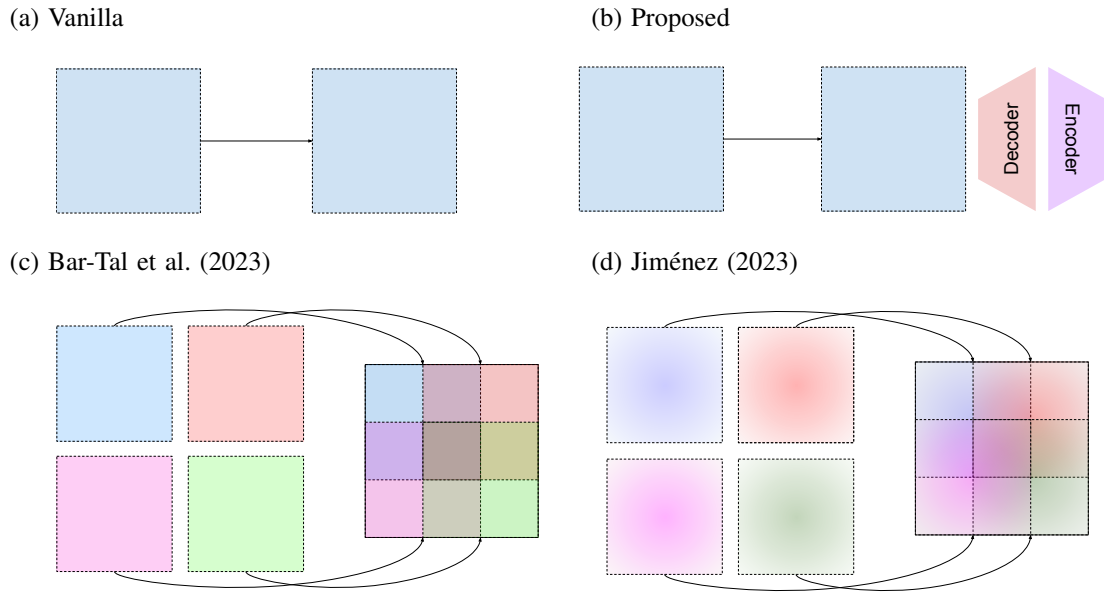 (a) Vanilla
(b) Proposed
Decoder
Encoder
(c) Bar-Tal et al. (2023)
(d) Jiménez (2023)